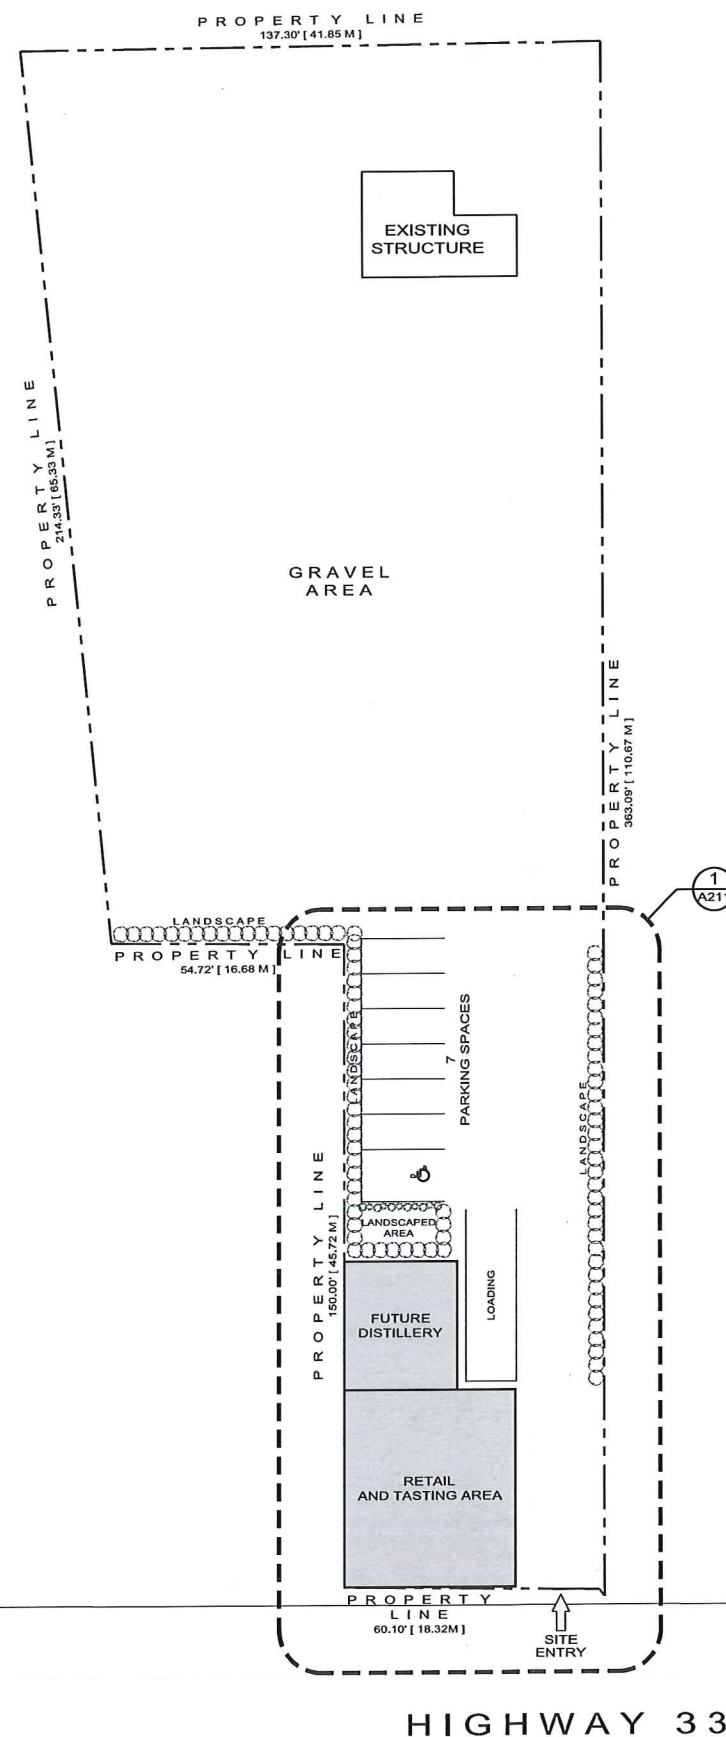 PROPERTY LINE
137.30' [ 41.85 M ]
EXISTING
STRUCTURE
PROPERTY LINE
214.33' [ 65.33 M ]
GRAVEL
AREA
PROPERTY LINE
363.09' [ 110.67 M ]
1
A211
LANDSCAPE
PROPERTY LINE
54.72' [ 16.68 M ]
LANDSCAPE
7
PARKING SPACES
LANDSCAPE
PROPERTY LINE
150.00' [ 45.72 M ]
LANDSCAPED
AREA
LOADING
FUTURE
DISTILLERY
RETAIL
AND TASTING AREA
PROPERTY
LINE
60.10' [ 18.32M ]
SITE
ENTRY
HIGHWAY 33